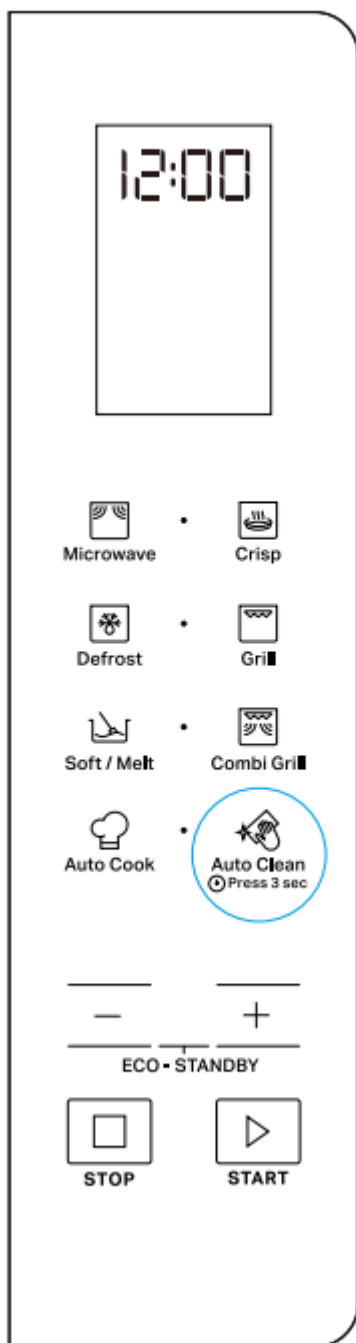 12:00
Microwave Crisp
Defrost Grill
Soft / Melt Combi Grill
Auto Cook Auto Clean
Press 3 sec
− +
ECO - STANDBY
STOP START